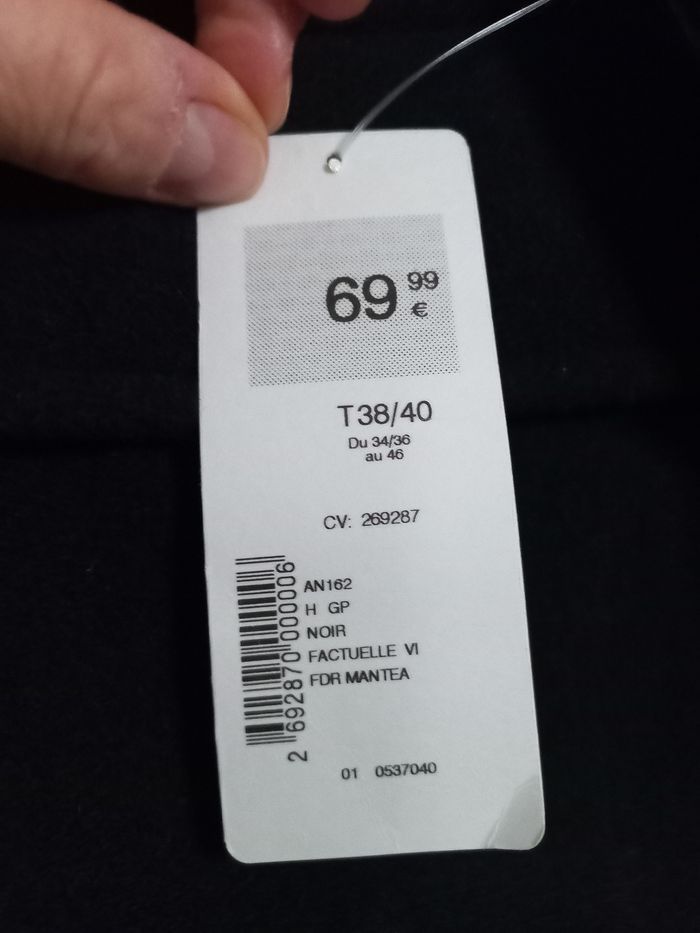 69 99
€
T38/40
Du 34/36
au 46
CV: 269287
AN162
H GP
NOIR
FACTUELLE VI
FDR MANTEA
2 692870 000006
01 0537040